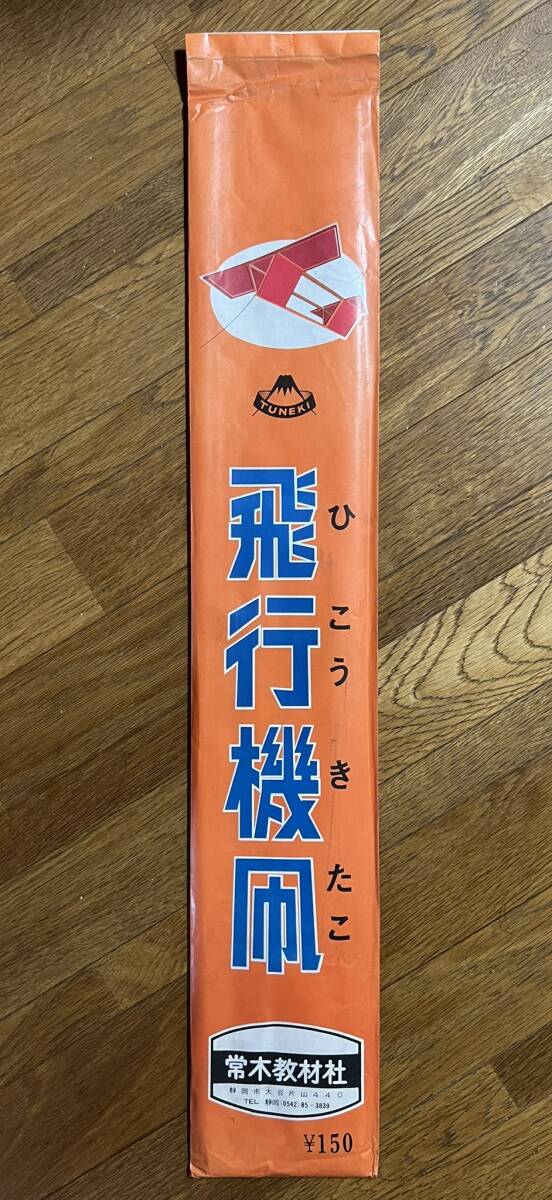 TUNEKI
飛行機凧
ひこうきたこ
常木教材社
静岡市大谷片山440
TEL 静岡(0542)85-3839
¥150